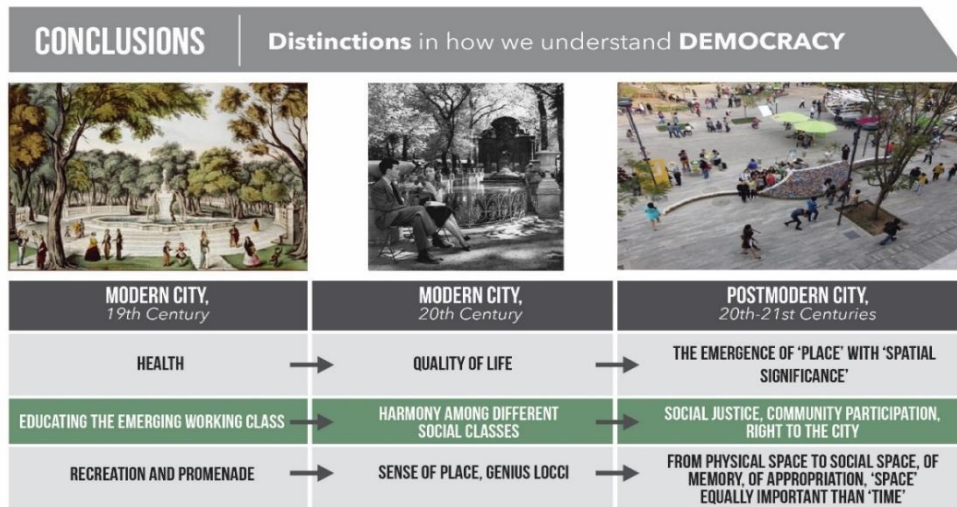 CONCLUSIONS
Distinctions in how we understand DEMOCRACY
MODERN CITY,
19th Century
MODERN CITY,
20th Century
POSTMODERN CITY,
20th-21st Centuries
HEALTH
QUALITY OF LIFE
THE EMERGENCE OF ‘PLACE’ WITH ‘SPATIAL
SIGNIFICANCE’
EDUCATING THE EMERGING WORKING CLASS
HARMONY AMONG DIFFERENT
SOCIAL CLASSES
SOCIAL JUSTICE, COMMUNITY PARTICIPATION,
RIGHT TO THE CITY
RECREATION AND PROMENADE
SENSE OF PLACE, GENIUS LOCCI
FROM PHYSICAL SPACE TO SOCIAL SPACE, OF
MEMORY, OF APPROPRIATION, ‘SPACE’
EQUALLY IMPORTANT THAN ‘TIME’